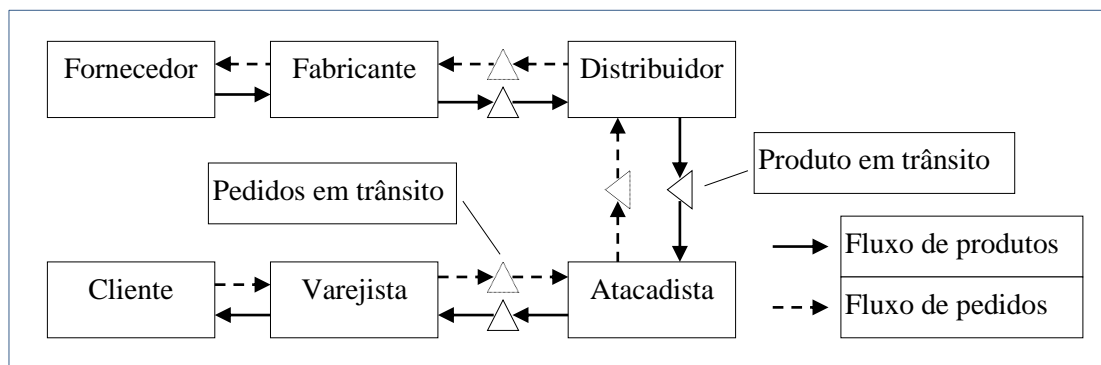 Fornecedor
Fabricante
Distribuidor
Pedidos em trânsito
Produto em trânsito
Cliente
Varejista
Atacadista
Fluxo de produtos
Fluxo de pedidos